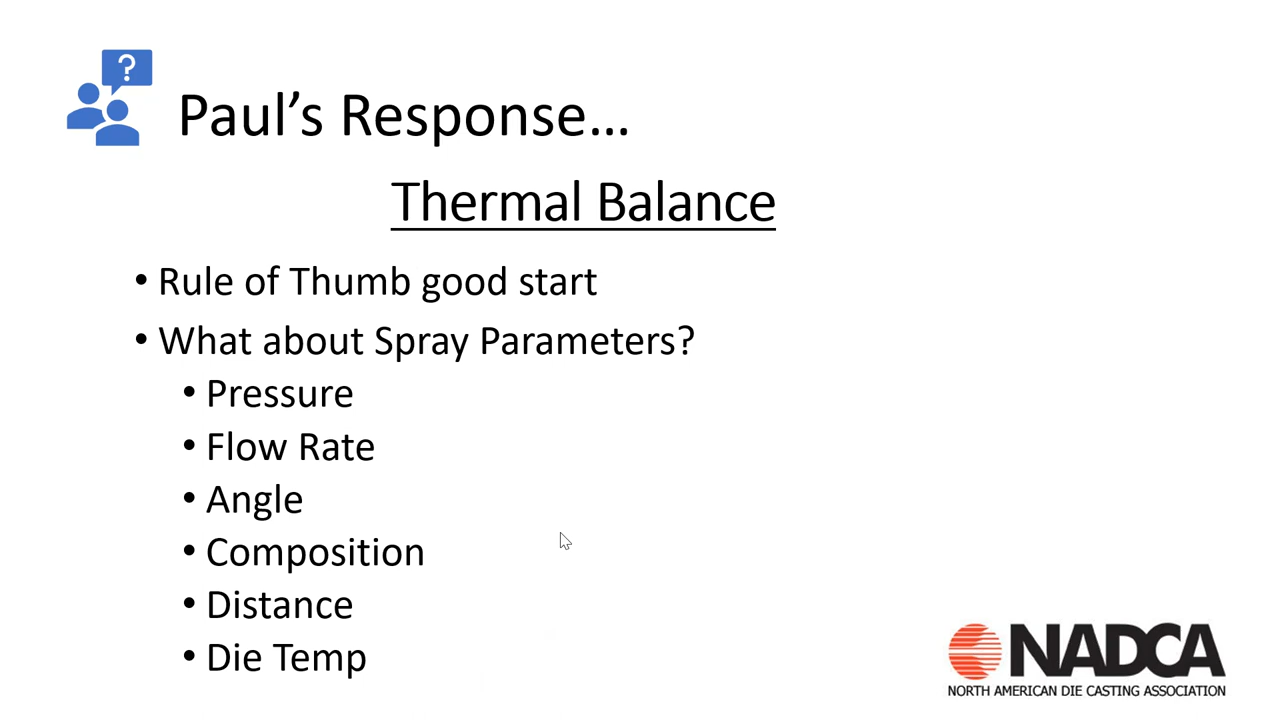 ?
Paul’s Response…
Thermal Balance
• Rule of Thumb good start
• What about Spray Parameters?
• Pressure
• Flow Rate
• Angle
• Composition
• Distance
• Die Temp
NADCA
NORTH AMERICAN DIE CASTING ASSOCIATION